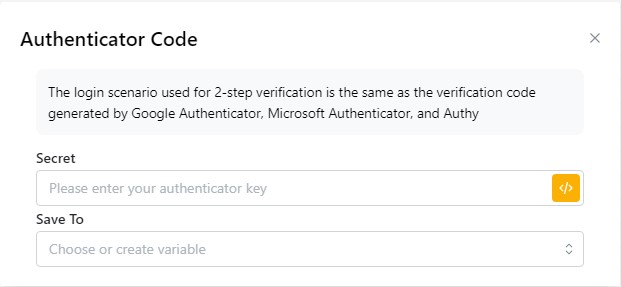 Authenticator Code
The login scenario used for 2-step verification is the same as the verification code
generated by Google Authenticator, Microsoft Authenticator, and Authy
Secret
Please enter your authenticator key
</>
Save To
Choose or create variable